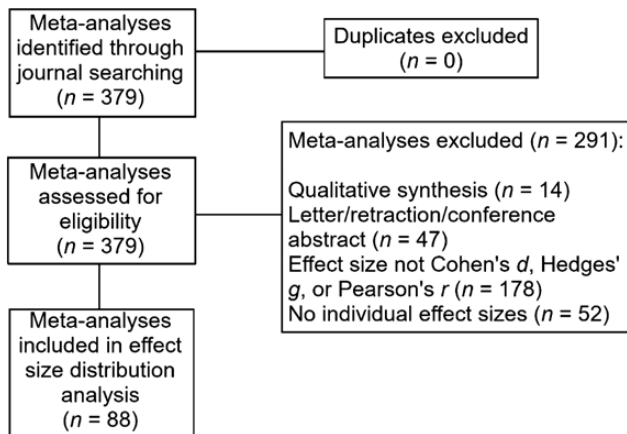 Meta-analyses
identified through
journal searching
(n = 379)
Duplicates excluded
(n = 0)
Meta-analyses
assessed for
eligibility
(n = 379)
Meta-analyses excluded (n = 291):
Qualitative synthesis (n = 14)
Letter/retraction/conference
abstract (n = 47)
Effect size not Cohen's d, Hedges'
g, or Pearson's r (n = 178)
No individual effect sizes (n = 52)
Meta-analyses
included in effect
size distribution
analysis
(n = 88)